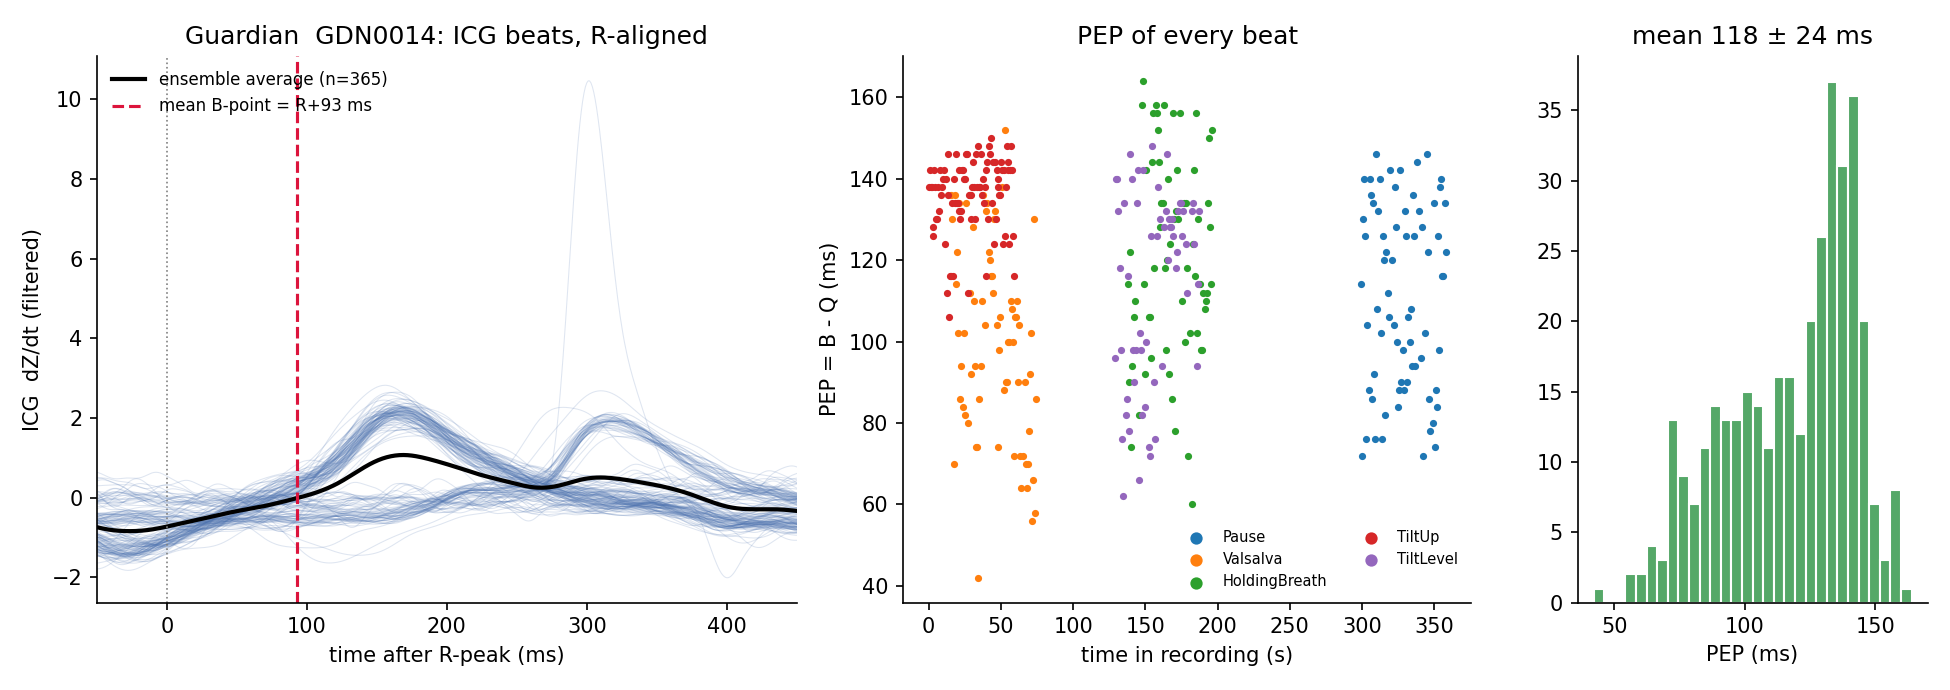 Guardian  GDN0014: ICG beats, R-aligned
ensemble average (n=365)
mean B-point = R+93 ms
ICG  dZ/dt (filtered)
10
8
6
4
2
0
−2
0
100
200
300
400
time after R-peak (ms)
PEP of every beat
PEP = B - Q (ms)
160
140
120
100
80
60
40
Pause
Valsalva
HoldingBreath
TiltUp
TiltLevel
0
50
100
150
200
250
300
350
time in recording (s)
mean 118 ± 24 ms
35
30
25
20
15
10
5
0
50
100
150
PEP (ms)